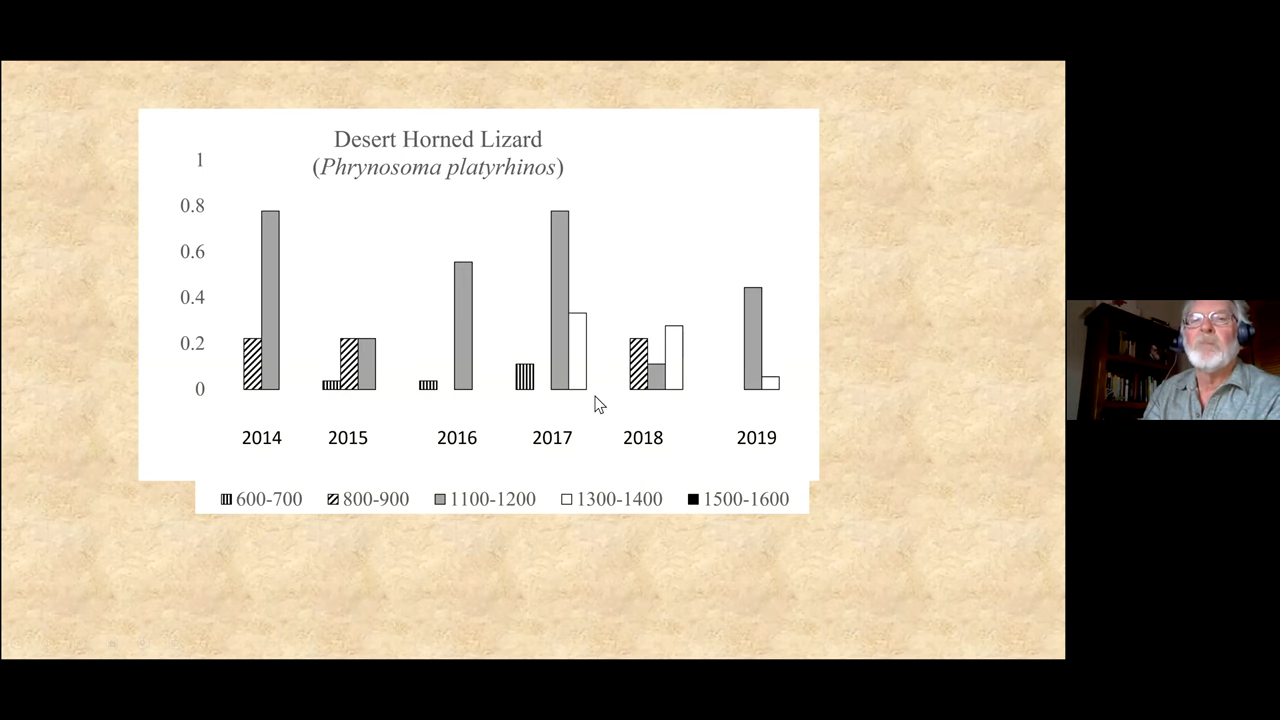 Desert Horned Lizard
(Phrynosoma platyrhinos)
1
0.8
0.6
0.4
0.2
0
2014 2015 2016 2017 2018 2019
600-700 800-900 1100-1200 1300-1400 1500-1600